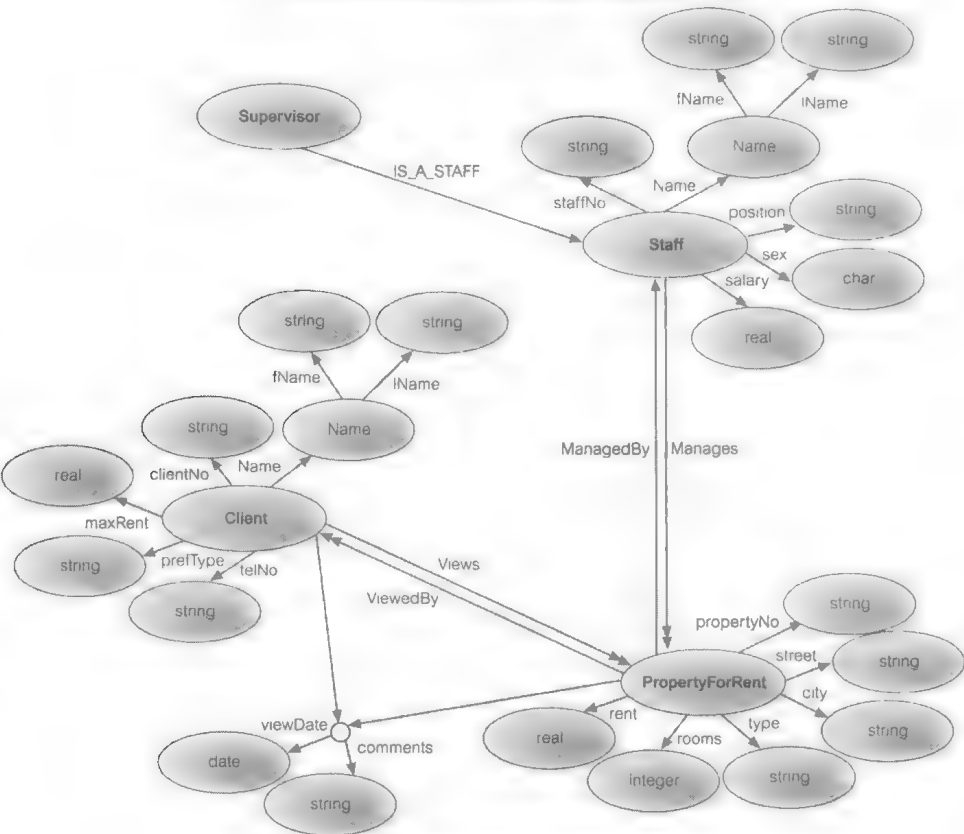 string
string
fName
lName
Supervisor
string
Name
IS_A_STAFF
Name
staffNo
position
string
Staff
sex
char
salary
string
string
real
fName
lName
string
Name
ManagedBy
Manages
clientNo
Name
real
Client
maxRent
prefType
telNo
string
Views
string
ViewedBy
string
propertyNo
street
string
PropertyForRent
city
viewDate
rent
type
string
comments
real
rooms
date
integer
string
string